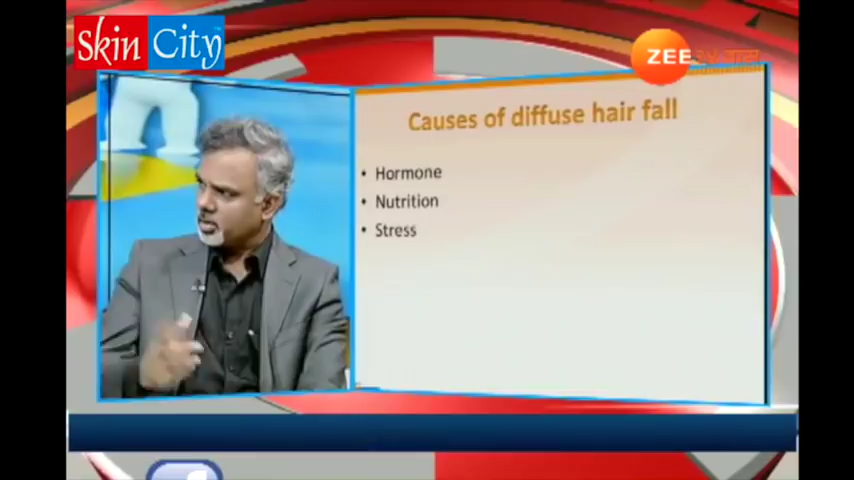 Skin City
ZEE
Causes of diffuse hair fall
• Hormone
• Nutrition
• Stress